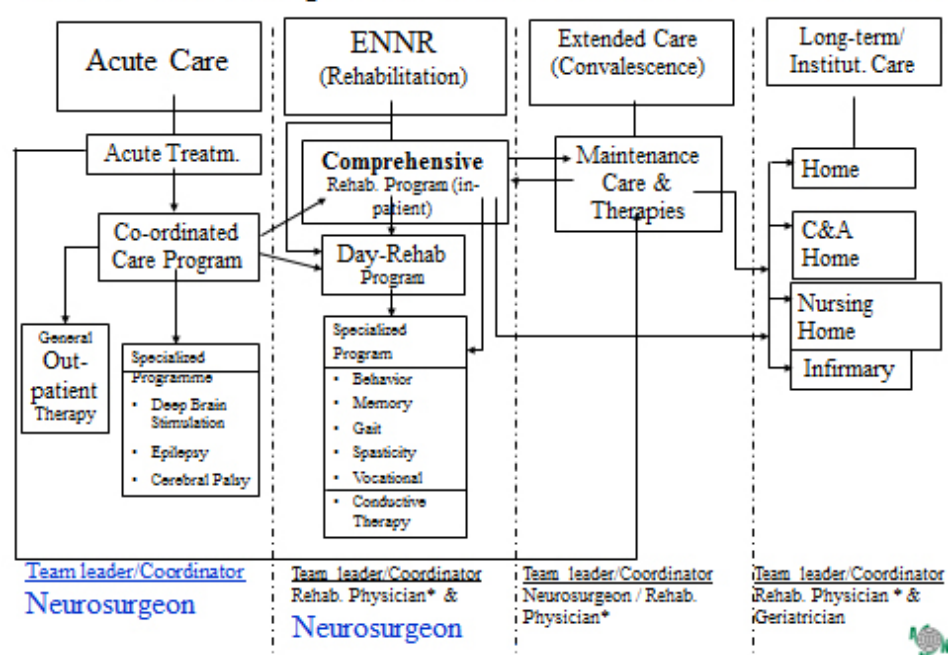 Acute Care
Acute Treatm.
Co-ordinated
Care Program
General
Out-
patient
Therapy
Specialized
Programme
• Deep Brain
Stimulation
• Epilepsy
• Cerebral Palsy
Team leader/Coordinator
Neurosurgeon
ENNR
(Rehabilitation)
Comprehensive
Rehab. Program (in-
patient)
Day-Rehab
Program
Specialized
Program
• Behavior
• Memory
• Gait
• Spasticity
• Vocational
• Conductive
Therapy
Team leader/Coordinator
Rehab. Physician* &
Neurosurgeon
Extended Care
(Convalescence)
Maintenance
Care &
Therapies
Team leader/Coordinator
Neurosurgeon / Rehab.
Physician*
Long-term/
Institut. Care
Home
C&A
Home
Nursing
Home
Infirmary
Team leader/Coordinator
Rehab. Physician * &
Geriatrician